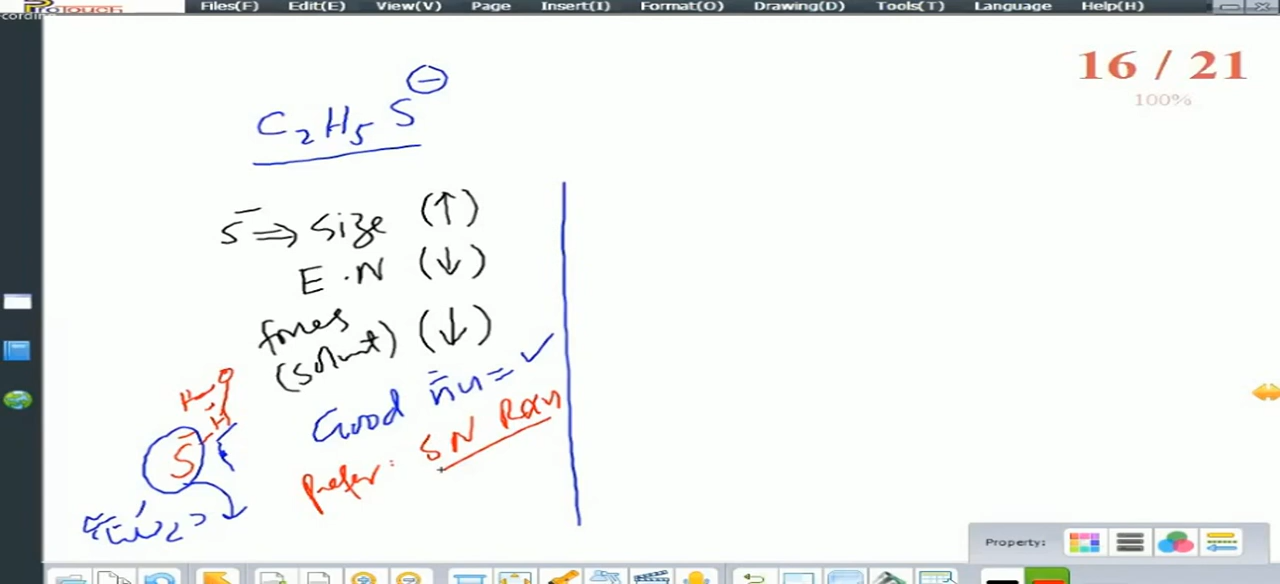 ProTouch
Files(F) Edit(E) View(V) Page Insert(I) Format(O) Drawing(D) Tools(T) Language Help(H)
16 / 21
100%
C₂H₅S⊖
S⁻ ⇒ Size (↑)
E.N (↓)
forces
(solvent) (↓)
Good nu = ✓
prefer: SN Rxn
H
O
H
S
Property: